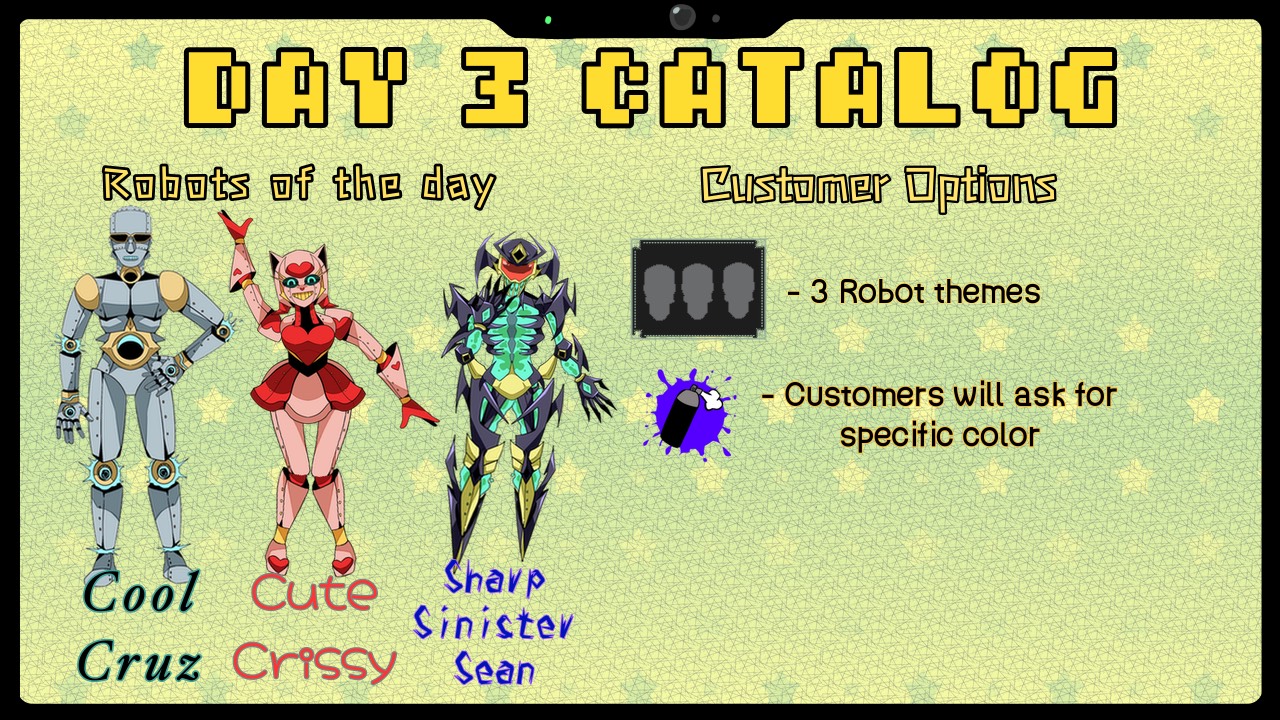 DAY 3 CATALOG
Robots of the day
Customer Options
- 3 Robot themes
- Customers will ask for
specific color
Cool
Cruz
Cute
Crissy
Sharp
Sinister
Sean